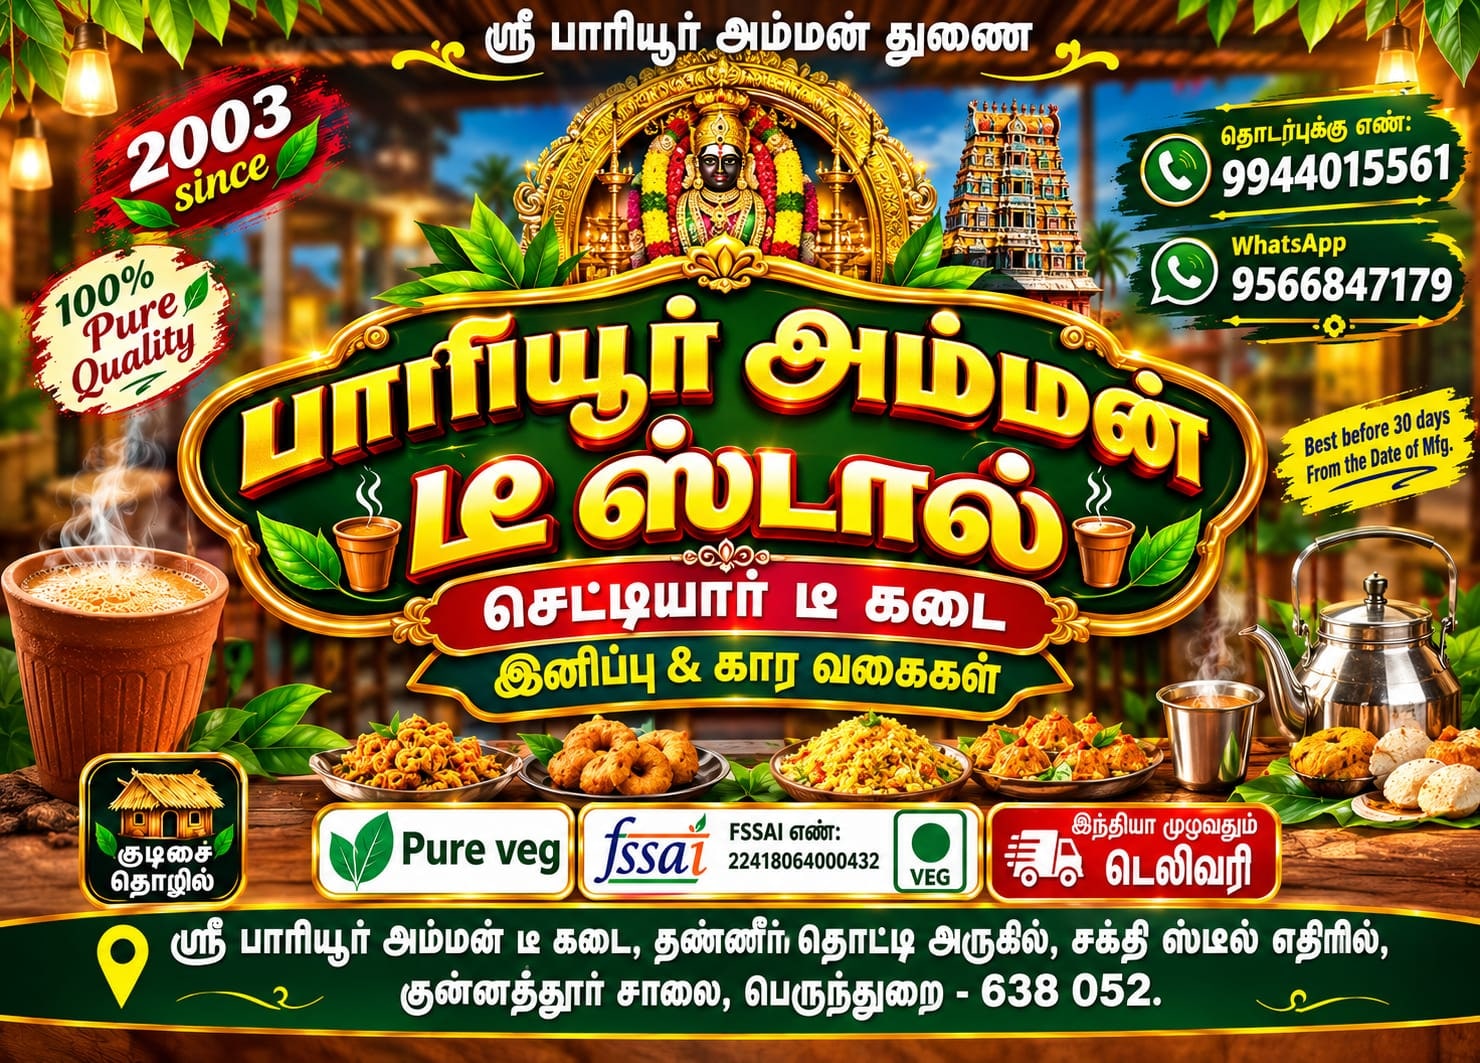 ஸ்ரீ பாரியூர் அம்மன் துணை
2003
since
100%
Pure
Quality
தொடர்புக்கு எண்:
9944015561
WhatsApp
9566847179
பாரியூர் அம்மன்
டீ ஸ்டால்
Best before 30 days
From the Date of Mfg.
செட்டியார் டீ கடை
இனிப்பு & கார வகைகள்
குடிசை
தொழில்
Pure veg
fssai
FSSAI எண்:
22418064000432
VEG
இந்தியா முழுவதும்
டெலிவரி
ஸ்ரீ பாரியூர் அம்மன் டீ கடை, தண்ணீர் தொட்டி அருகில், சக்தி ஸ்டீல் எதிரில்,
குன்னத்தூர் சாலை, பெருந்துறை - 638 052.